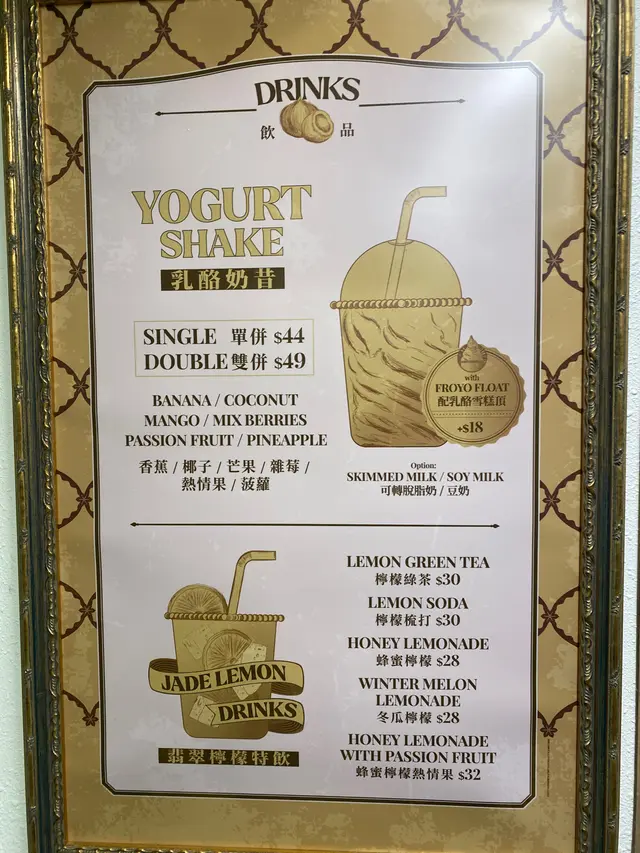 DRINKS
飲 品
YOGURT
SHAKE
乳酪奶昔
SINGLE 單併 $44
DOUBLE 雙併 $49
BANANA / COCONUT
MANGO / MIX BERRIES
PASSION FRUIT / PINEAPPLE
香蕉 / 椰子 / 芒果 / 雜莓 /
熱情果 / 菠蘿
with
FROYO FLOAT
配乳酪雪糕頂
+$18
Option:
SKIMMED MILK / SOY MILK
可轉脫脂奶 / 豆奶
JADE LEMON
DRINKS
翡翠檸檬特飲
LEMON GREEN TEA
檸檬綠茶 $30
LEMON SODA
檸檬梳打 $30
HONEY LEMONADE
蜂蜜檸檬 $28
WINTER MELON
LEMONADE
冬瓜檸檬 $28
HONEY LEMONADE
WITH PASSION FRUIT
蜂蜜檸檬熱情果 $32